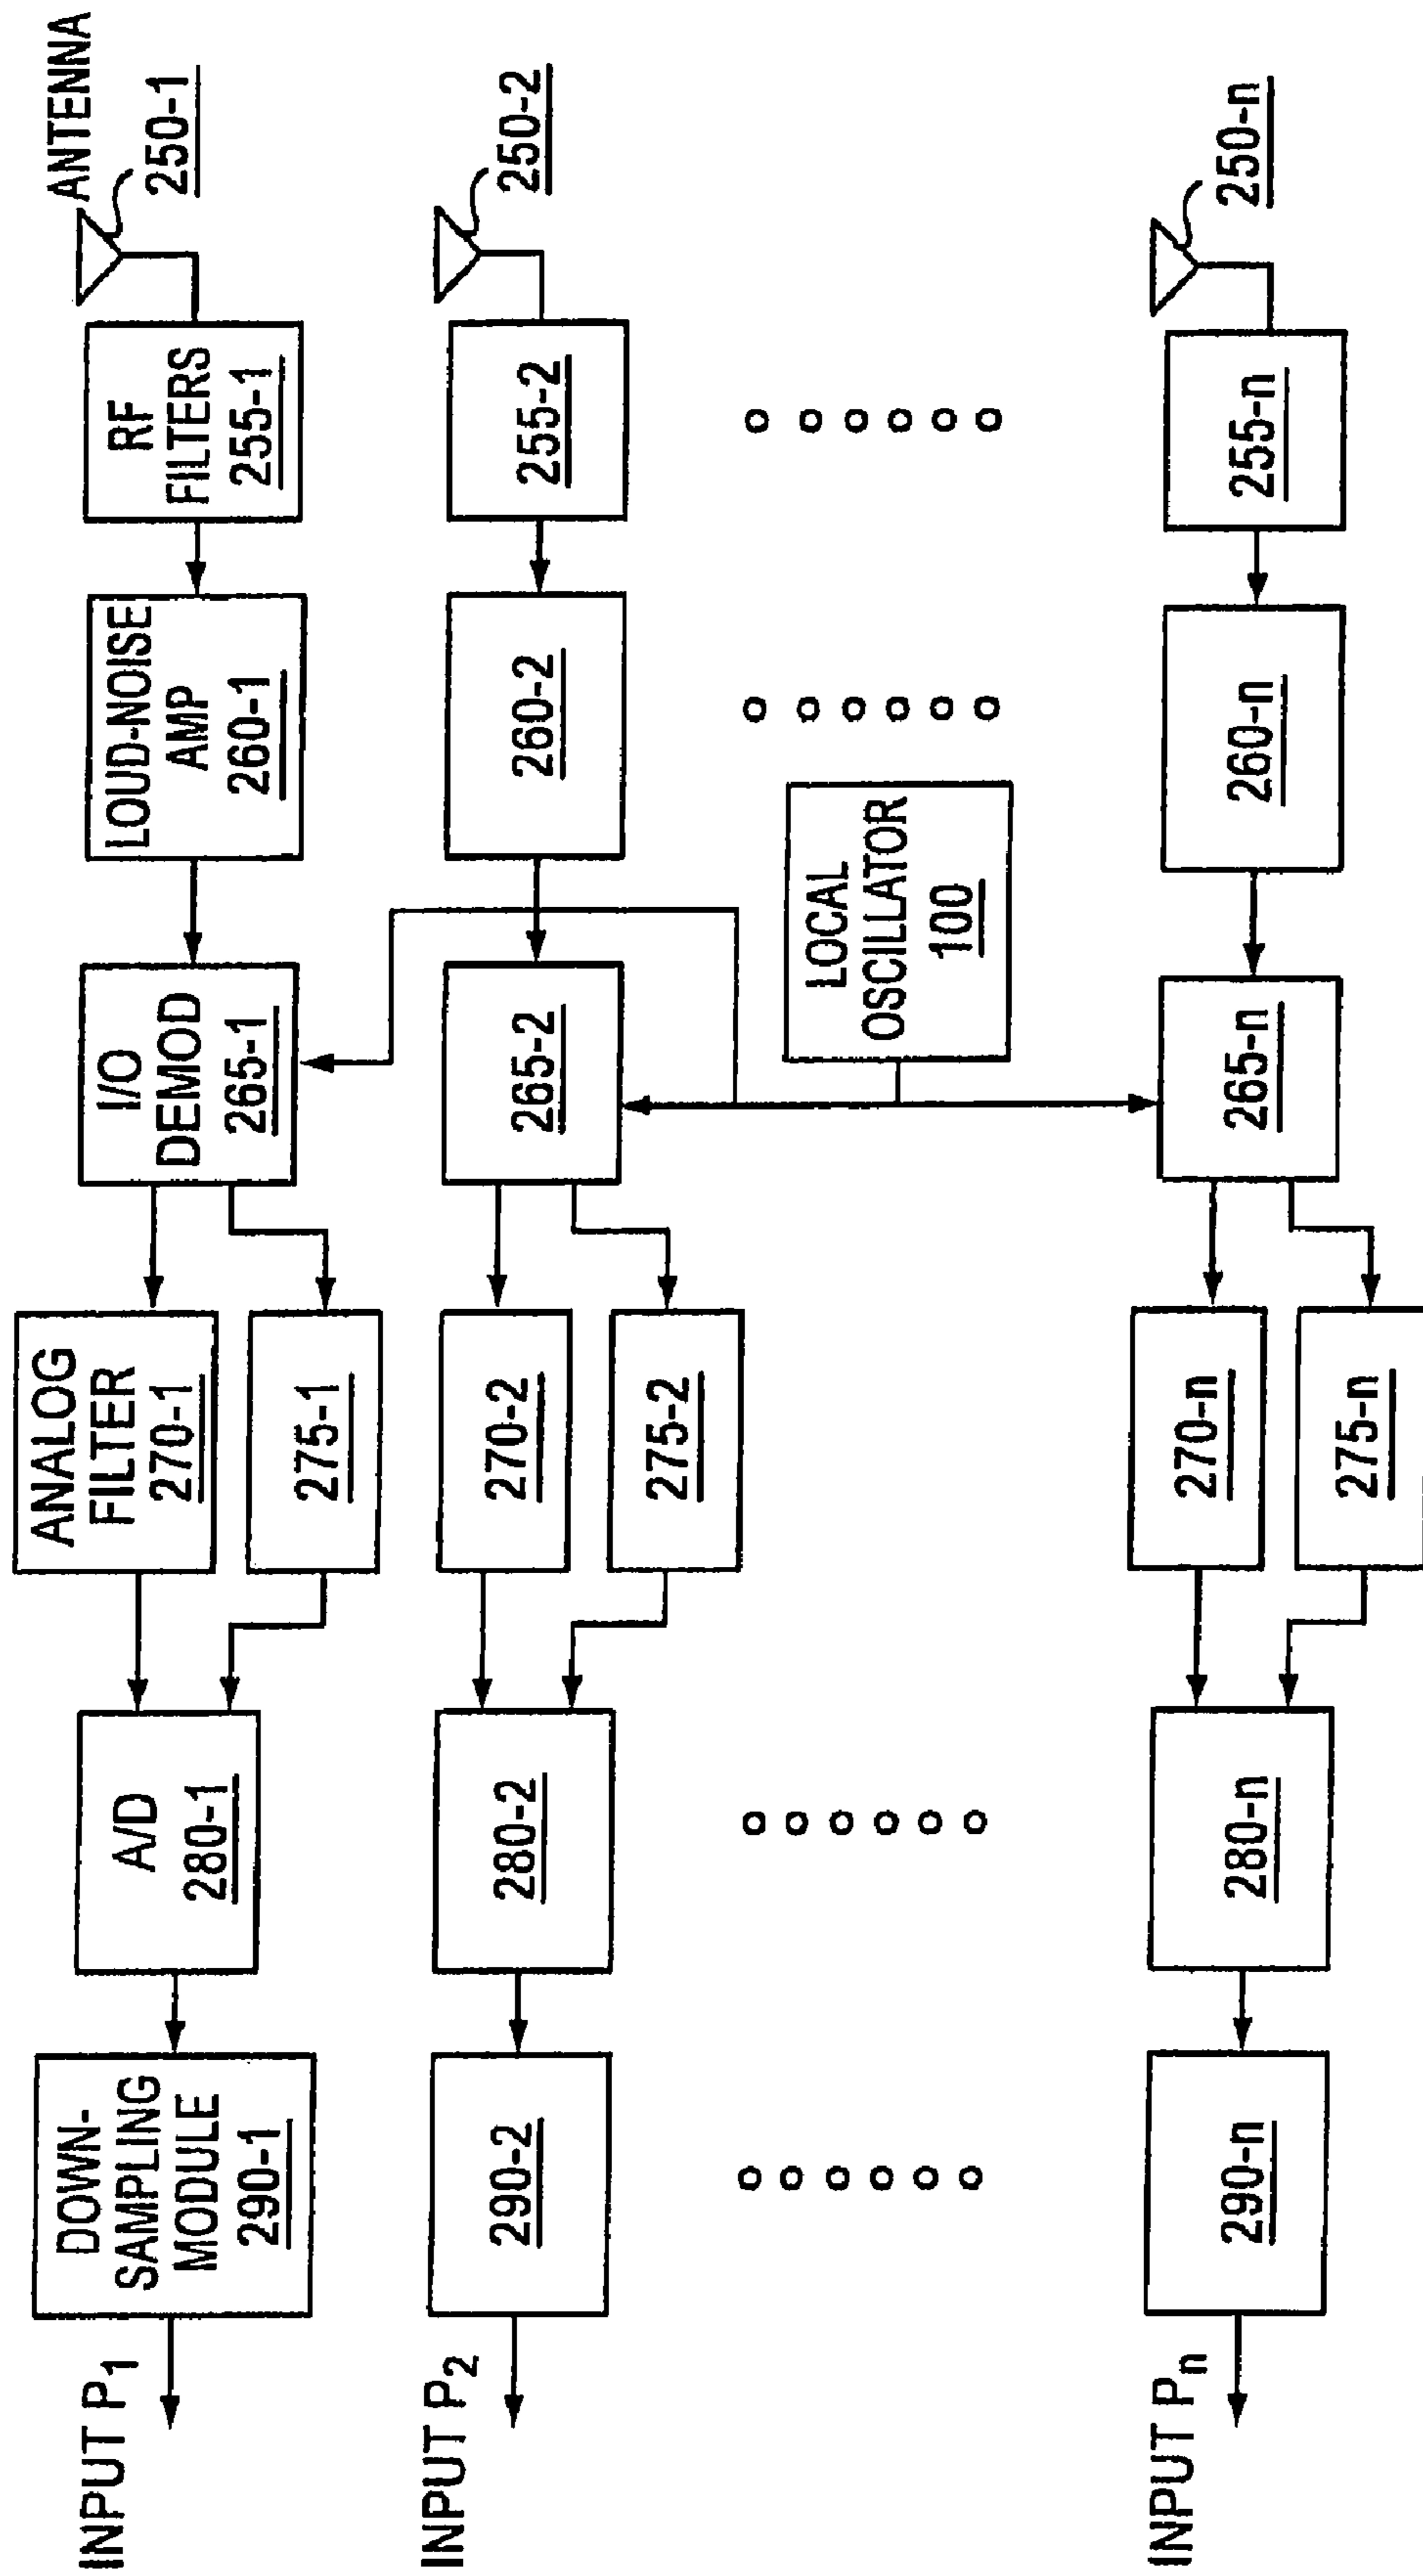 ANTENNA
250-1
RF
FILTERS
255-1
LOUD-NOISE
AMP
260-1
I/O
DEMOD
265-1
ANALOG
FILTER
270-1
275-1
A/D
280-1
DOWN-
SAMPLING
MODULE
290-1
INPUT P1
250-2
255-2
260-2
265-2
270-2
275-2
280-2
290-2
INPUT P2
LOCAL
OSCILLATOR
100
250-n
255-n
260-n
265-n
270-n
275-n
280-n
290-n
INPUT Pn